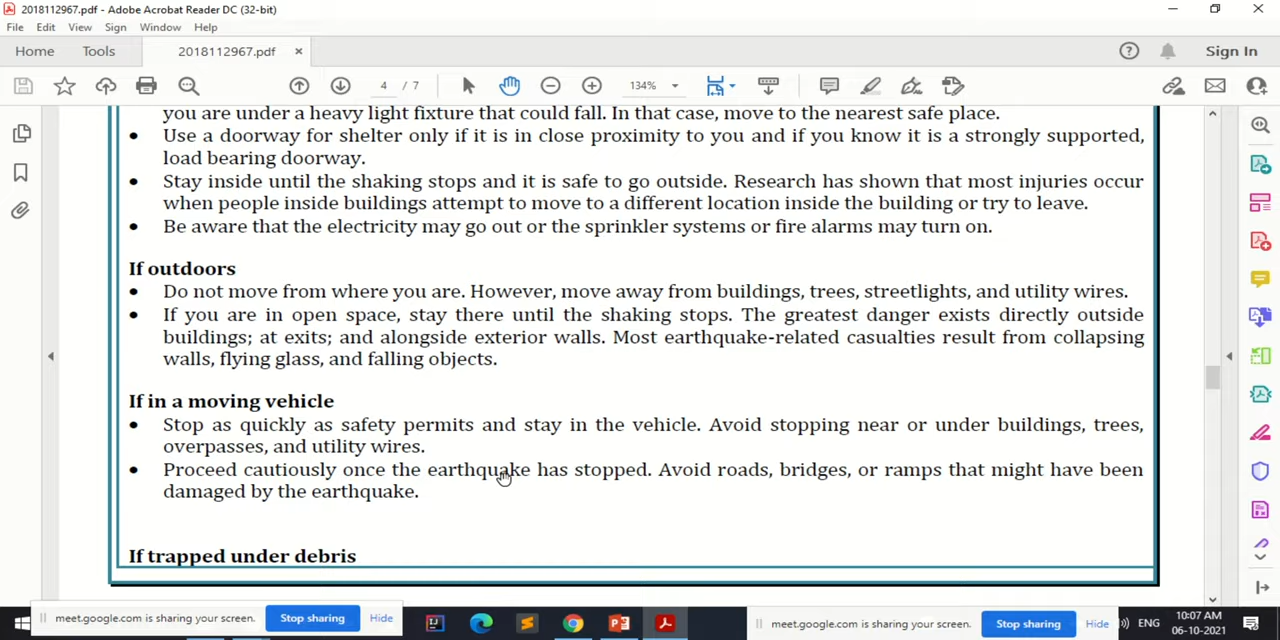 2018112967.pdf - Adobe Acrobat Reader DC (32-bit)
File Edit View Sign Window Help
Home Tools 2018112967.pdf × Sign In
4 / 7 134%
you are under a heavy light fixture that could fall. In that case, move to the nearest safe place.
• Use a doorway for shelter only if it is in close proximity to you and if you know it is a strongly supported,
load bearing doorway.
• Stay inside until the shaking stops and it is safe to go outside. Research has shown that most injuries occur
when people inside buildings attempt to move to a different location inside the building or try to leave.
• Be aware that the electricity may go out or the sprinkler systems or fire alarms may turn on.
If outdoors
• Do not move from where you are. However, move away from buildings, trees, streetlights, and utility wires.
• If you are in open space, stay there until the shaking stops. The greatest danger exists directly outside
buildings; at exits; and alongside exterior walls. Most earthquake-related casualties result from collapsing
walls, flying glass, and falling objects.
If in a moving vehicle
• Stop as quickly as safety permits and stay in the vehicle. Avoid stopping near or under buildings, trees,
overpasses, and utility wires.
• Proceed cautiously once the earthquake has stopped. Avoid roads, bridges, or ramps that might have been
damaged by the earthquake.
If trapped under debris
meet.google.com is sharing your screen. Stop sharing Hide
meet.google.com is sharing your screen. Stop sharing Hide
ENG
10:07 AM
06-10-2021